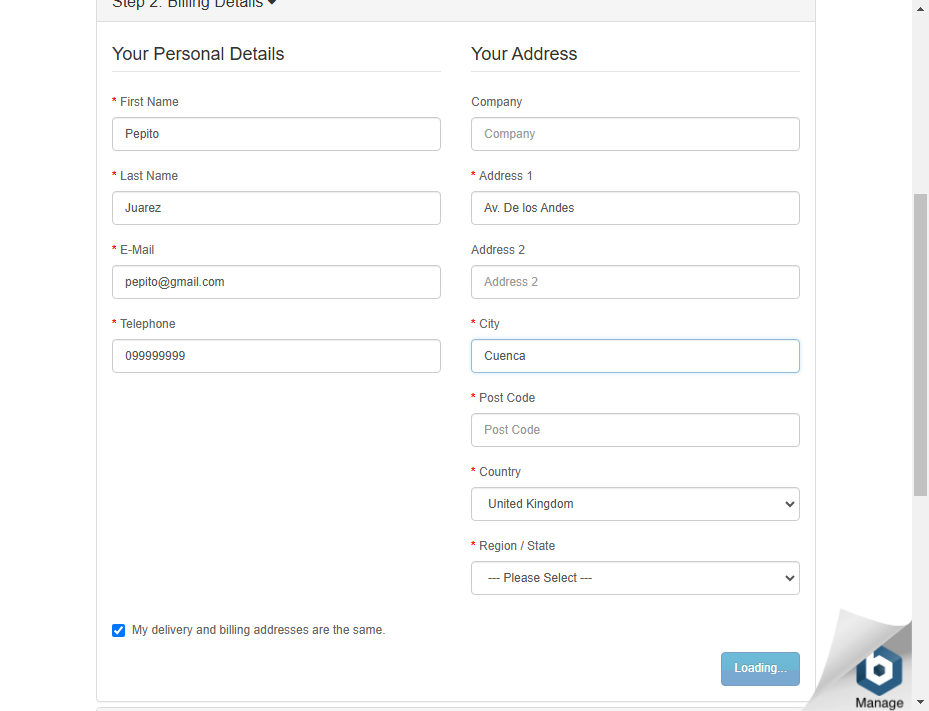 Step 2: Billing Details
Your Personal Details
* First Name
Pepito
* Last Name
Juarez
* E-Mail
pepito@gmail.com
* Telephone
099999999
Your Address
Company
Company
* Address 1
Av. De los Andes
Address 2
Address 2
* City
Cuenca
* Post Code
Post Code
* Country
United Kingdom
* Region / State
--- Please Select ---
My delivery and billing addresses are the same.
Loading...
Manage